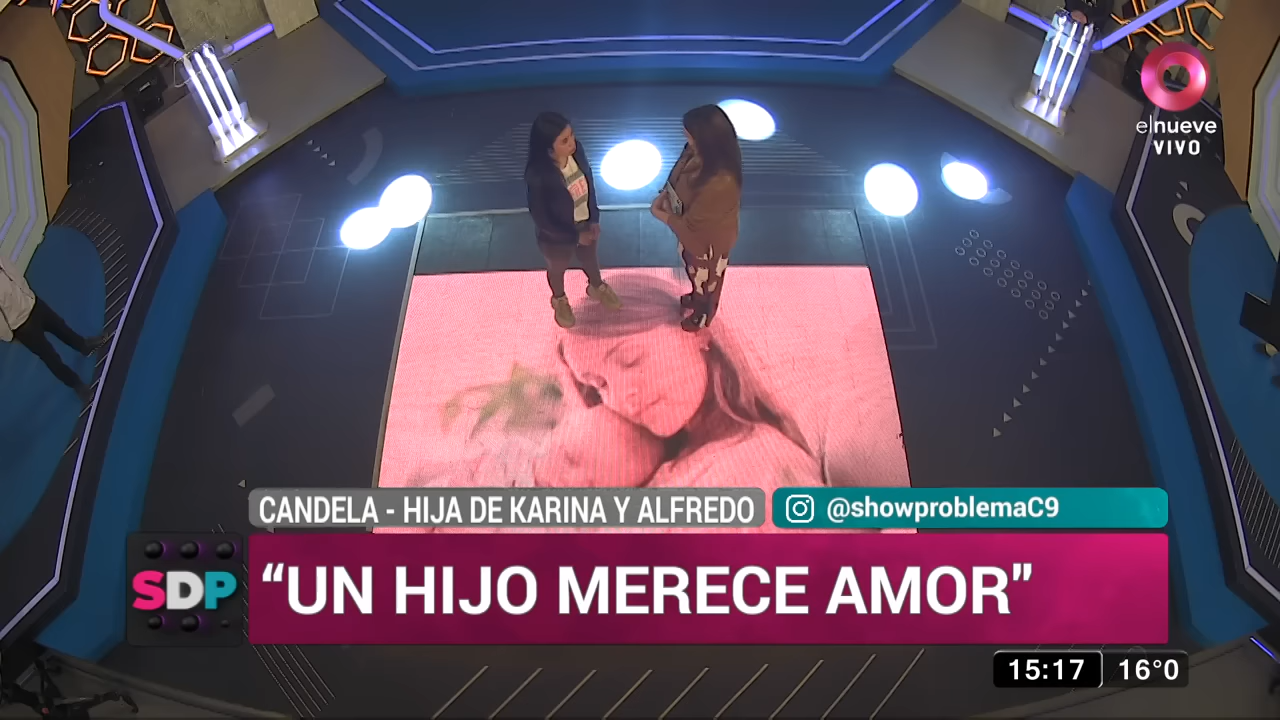 elnueve
VIVO
CANDELA - HIJA DE KARINA Y ALFREDO
@showproblemaC9
SDP
“UN HIJO MERECE AMOR”
15:17
16°0